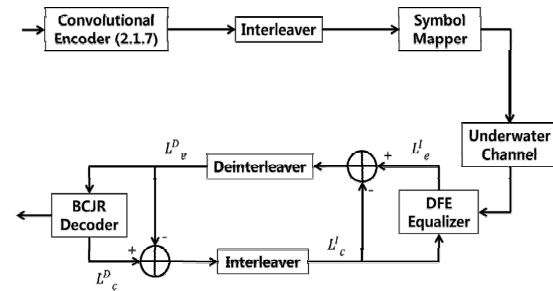 Convolutional
Encoder (2.1.7)
Interleaver
Symbol
Mapper
Underwater
Channel
L^D_e
Deinterleaver
+
L^I_e
-
BCJR
Decoder
-
DFE
Equalizer
L^D_c
+
Interleaver
L^I_c